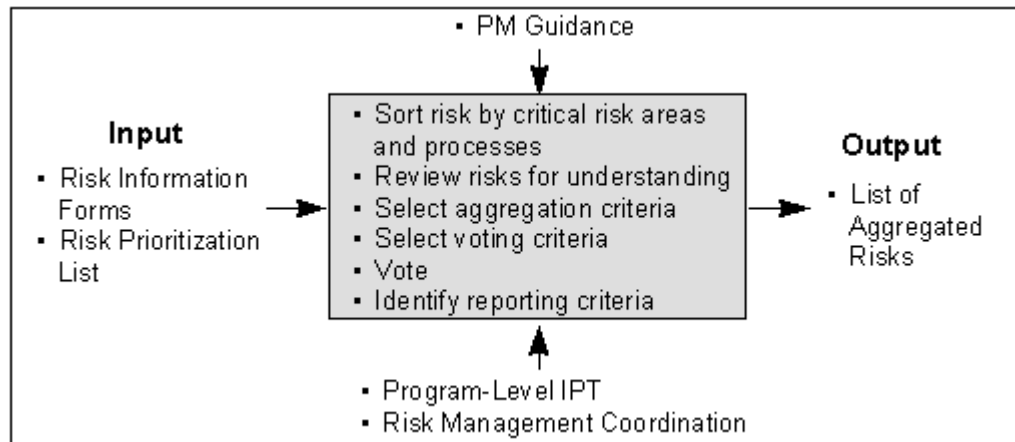 ▪ PM Guidance
Input
▪ Risk Information
Forms
▪ Risk Prioritization
List
▪ Sort risk by critical risk areas
and processes
▪ Review risks for understanding
▪ Select aggregation criteria
▪ Select voting criteria
▪ Vote
▪ Identify reporting criteria
Output
▪ List of
Aggregated
Risks
▪ Program-Level IPT
▪ Risk Management Coordination